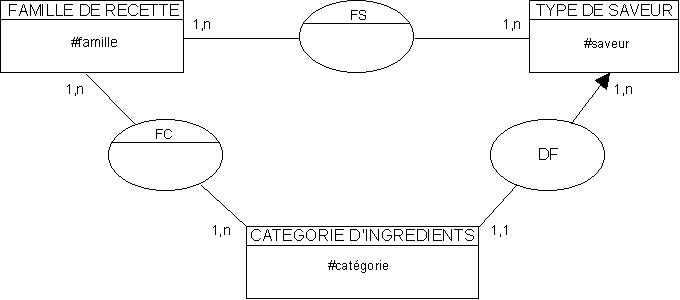 FAMILLE DE RECETTE
#famille
1,n
FS
1,n
TYPE DE SAVEUR
#saveur
1,n
1,n
FC
DF
1,n
1,1
CATEGORIE D'INGREDIENTS
#catégorie